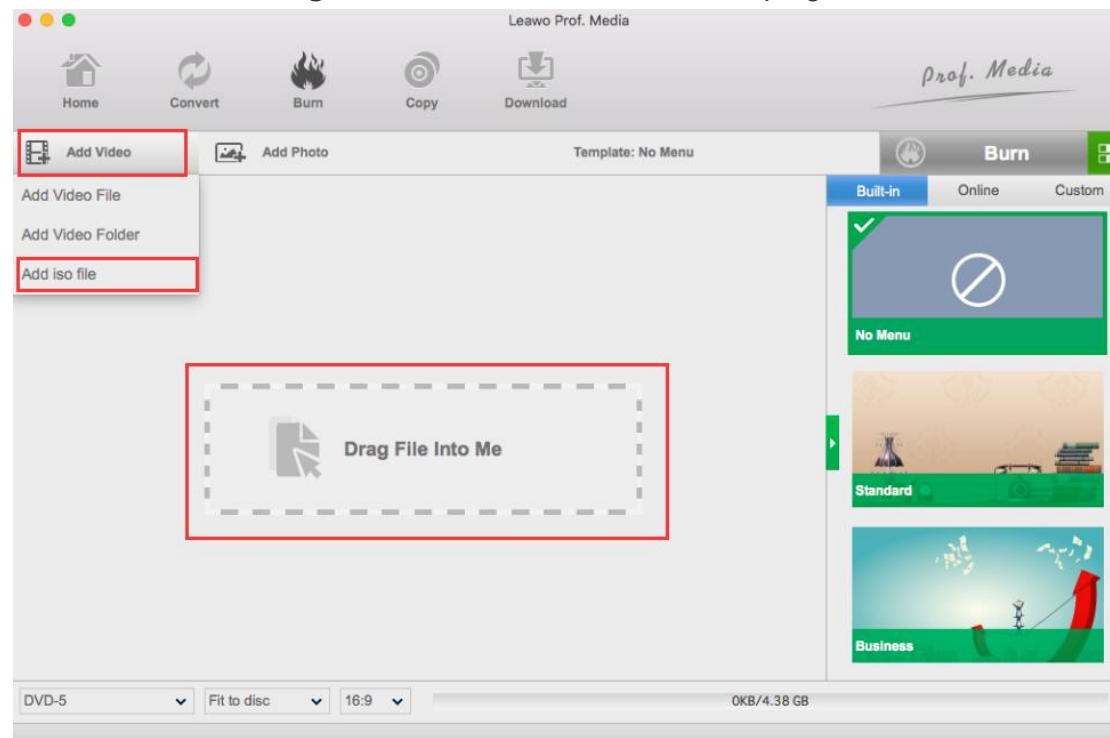 Leawo Prof. Media
Home
Convert
Burn
Copy
Download
Prof. Media
Add Video
Add Photo
Template: No Menu
Burn
Add Video File
Add Video Folder
Add iso file
Built-in
Online
Custom
No Menu
Drag File Into Me
Standard
Business
DVD-5
Fit to disc
16:9
0KB/4.38 GB